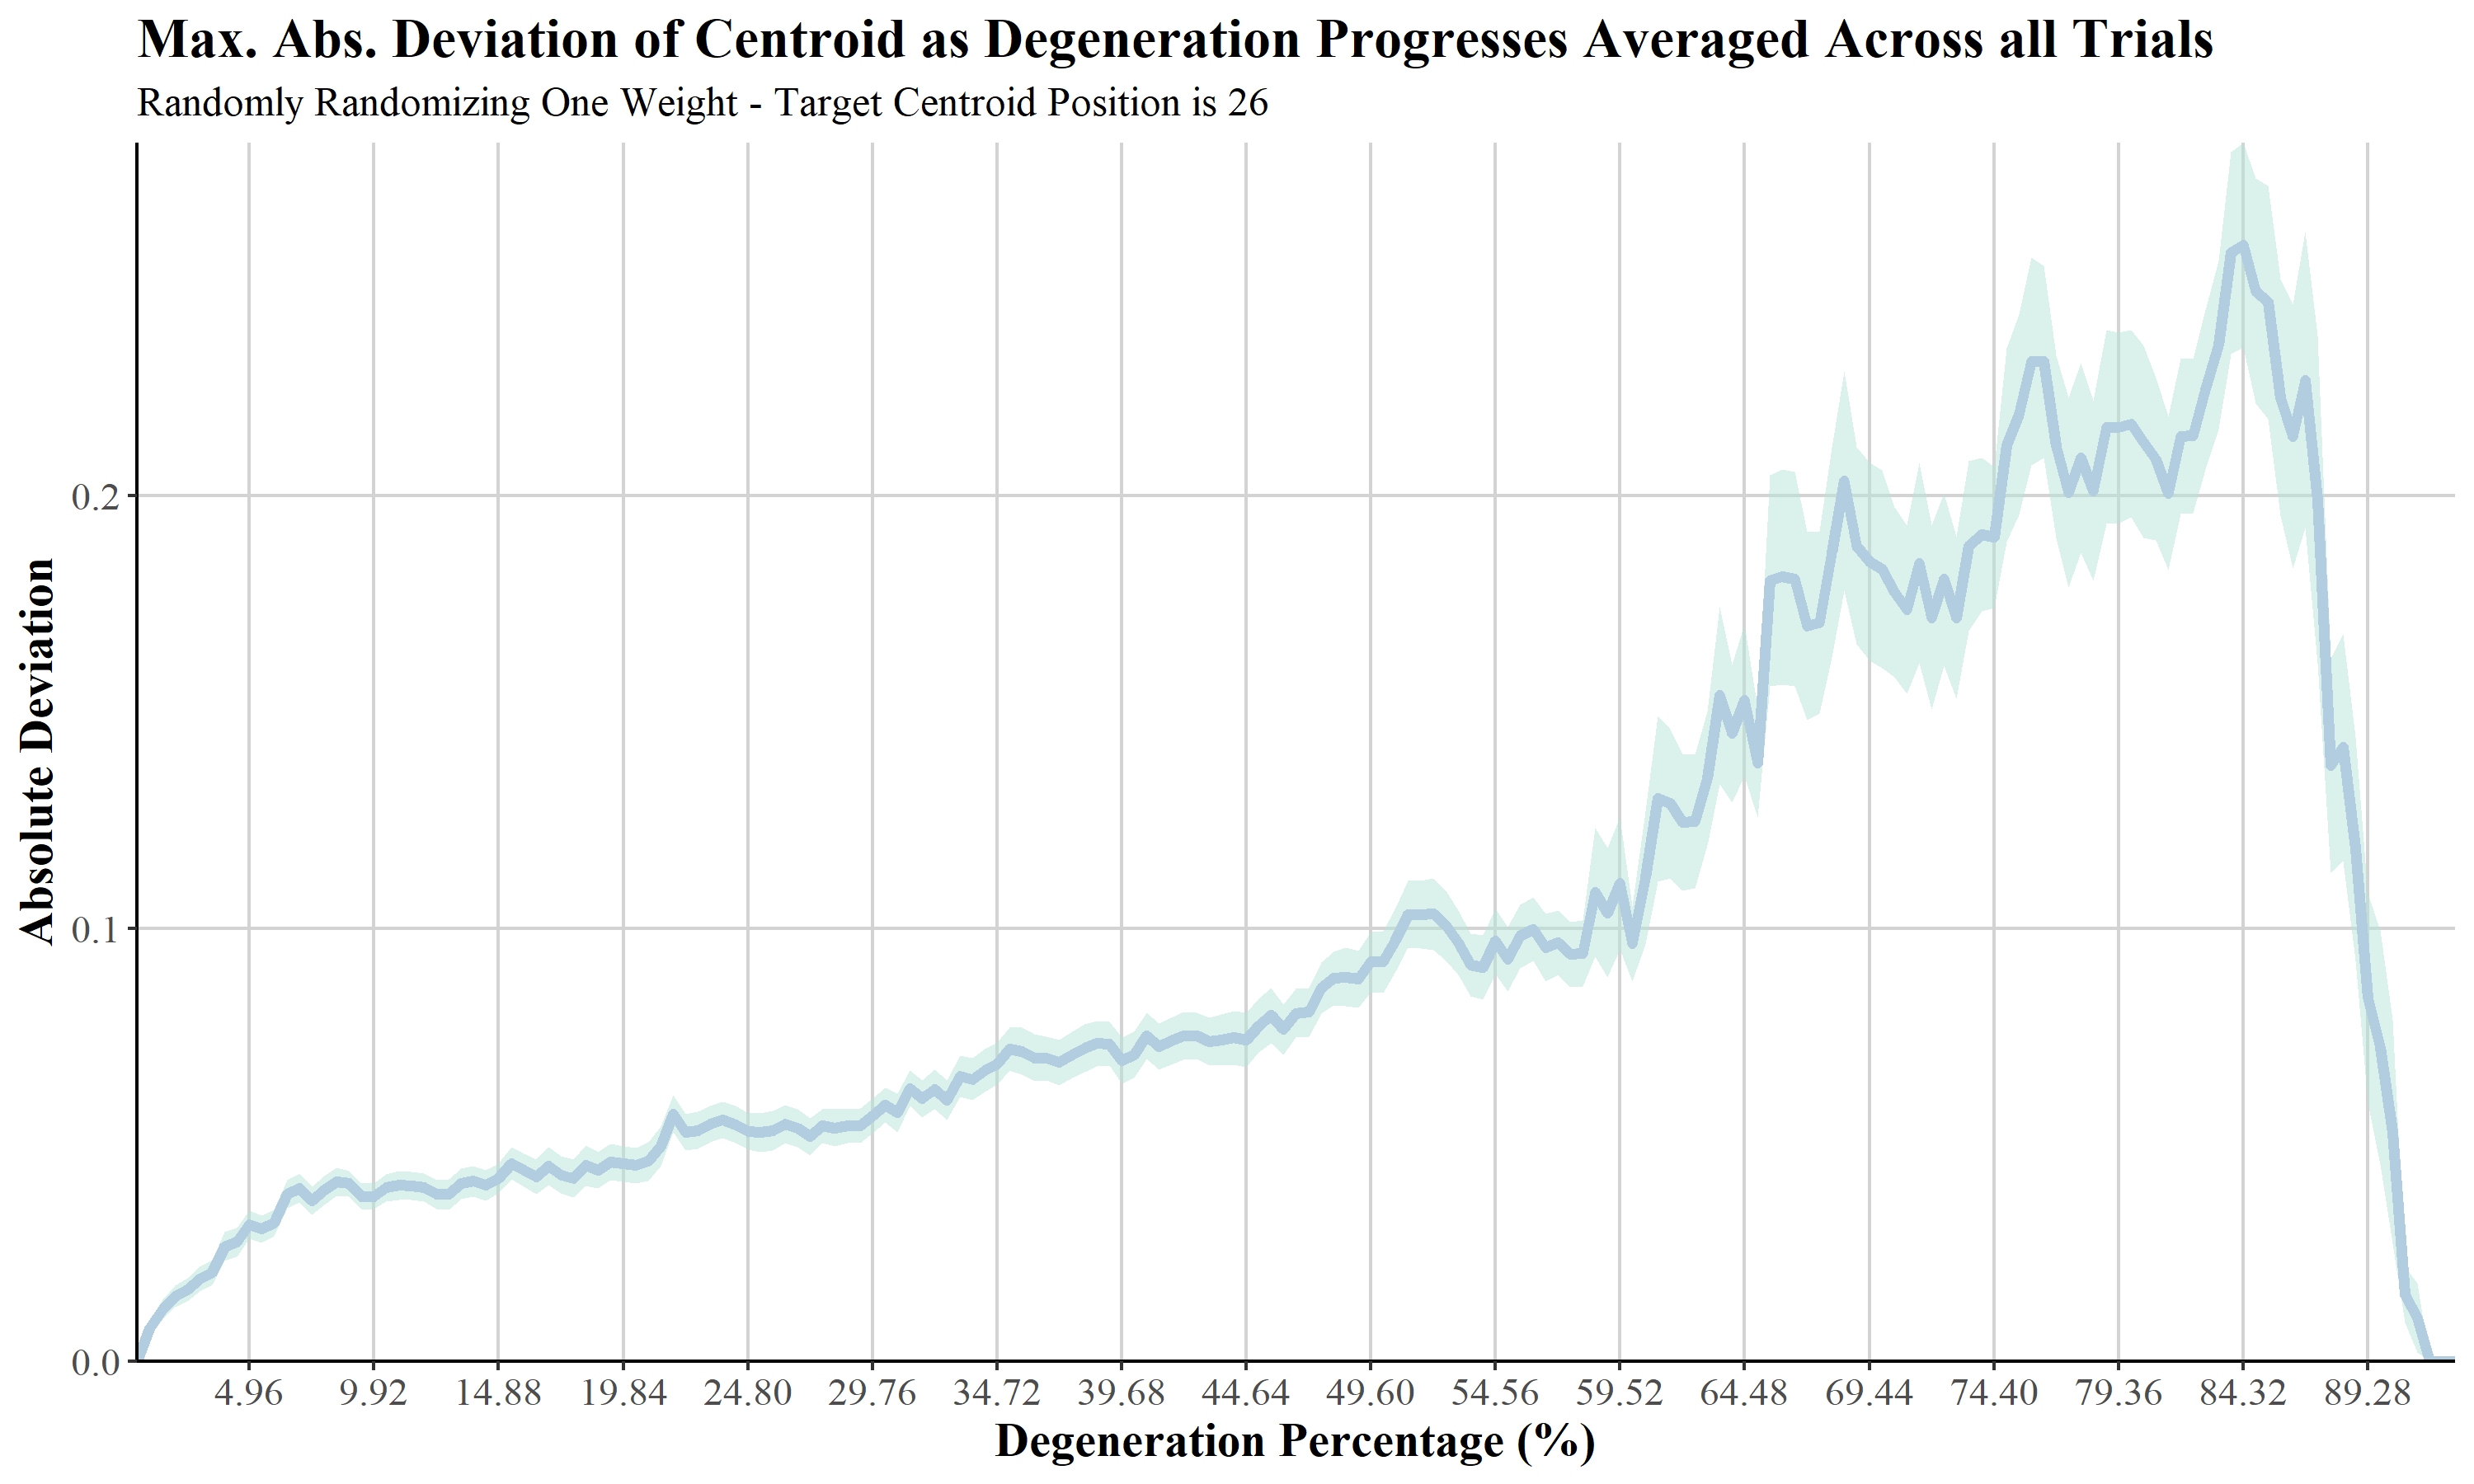 Max. Abs. Deviation of Centroid as Degeneration Progresses Averaged Across all Trials
Randomly Randomizing One Weight - Target Centroid Position is 26
Absolute Deviation
0.2
0.1
0.0
4.96 9.92 14.88 19.84 24.80 29.76 34.72 39.68 44.64 49.60 54.56 59.52 64.48 69.44 74.40 79.36 84.32 89.28
Degeneration Percentage (%)